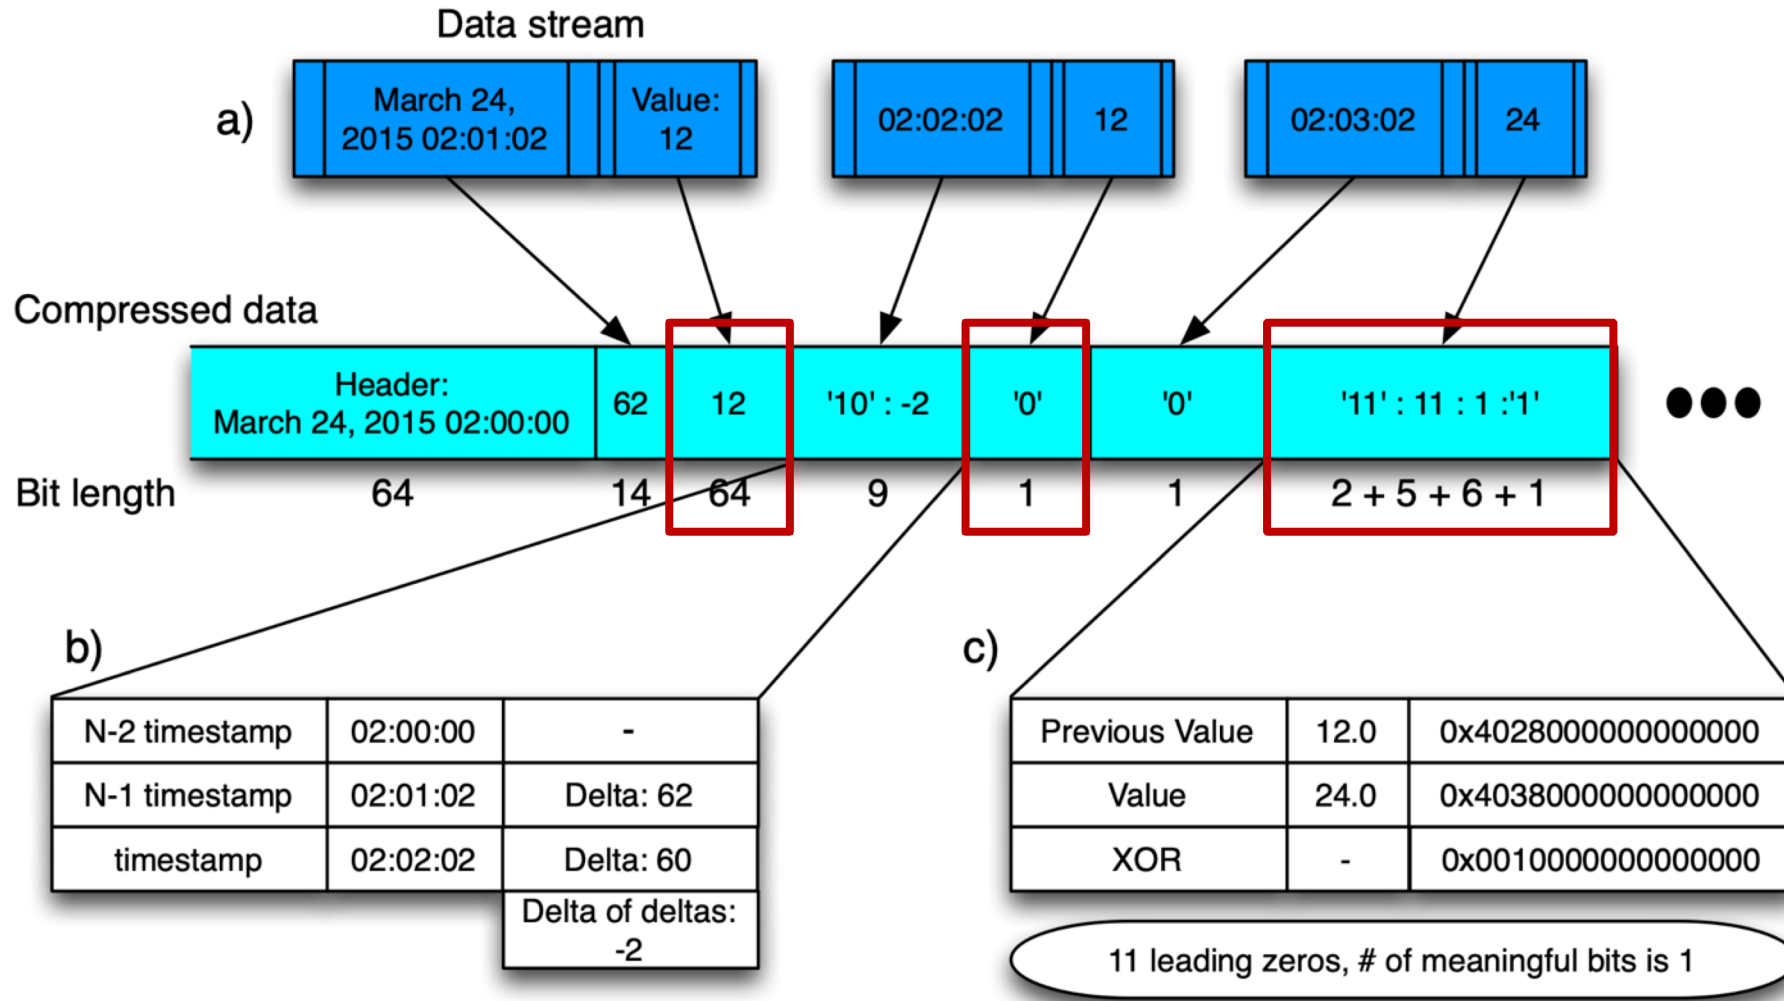 Data stream
a)
March 24,
2015 02:01:02
Value:
12
02:02:02
12
02:03:02
24
Compressed data
Header:
March 24, 2015 02:00:00
62
12
'10' : -2
'0'
'0'
'11' : 11 : 1 :'1'
Bit length
64
14
64
9
1
1
2 + 5 + 6 + 1
b)
N-2 timestamp 02:00:00 -
N-1 timestamp 02:01:02 Delta: 62
timestamp 02:02:02 Delta: 60
Delta of deltas:
-2
c)
Previous Value 12.0 0x4028000000000000
Value 24.0 0x4038000000000000
XOR - 0x0010000000000000
11 leading zeros, # of meaningful bits is 1